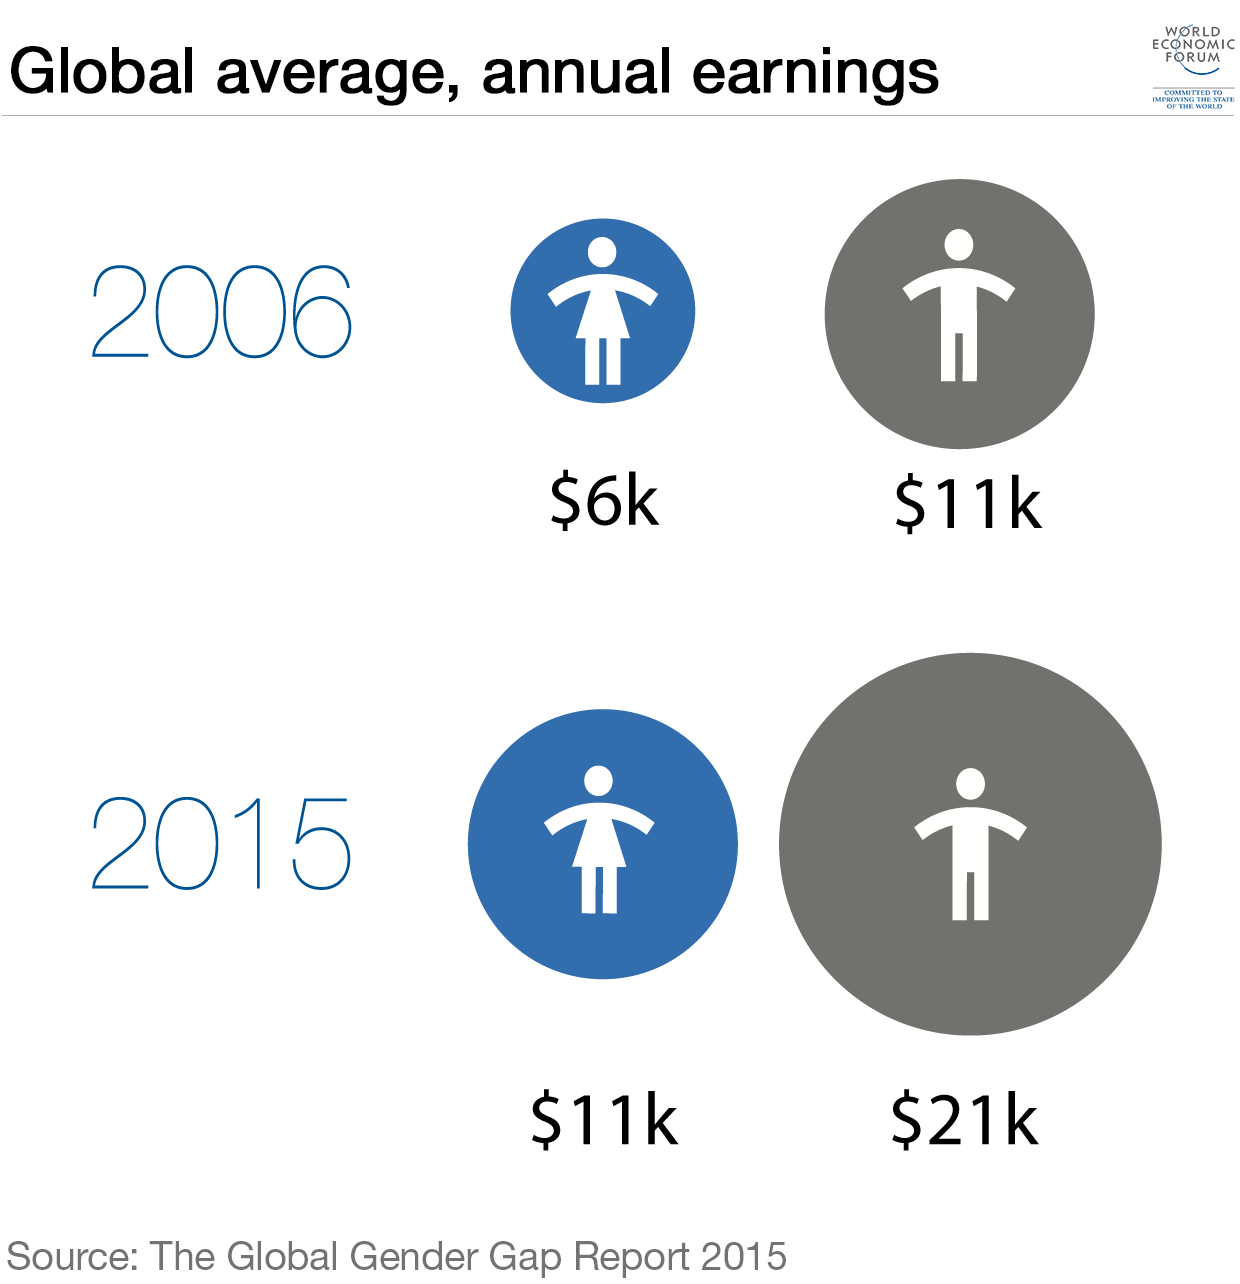 Global average, annual earnings
WORLD
ECONOMIC
FORUM
COMMITTED TO
IMPROVING THE STATE
OF THE WORLD
2006
$6k
$11k
2015
$11k
$21k
Source: The Global Gender Gap Report 2015